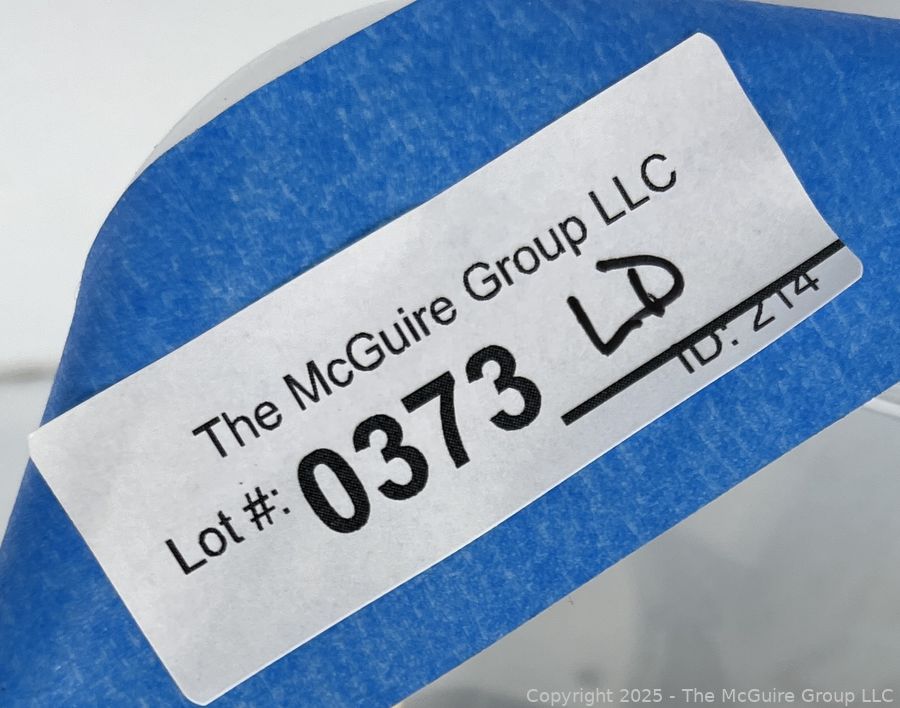 The McGuire Group LLC
Lot #: 0373 LD
ID: 214
Copyright 2025 - The McGuire Group LLC